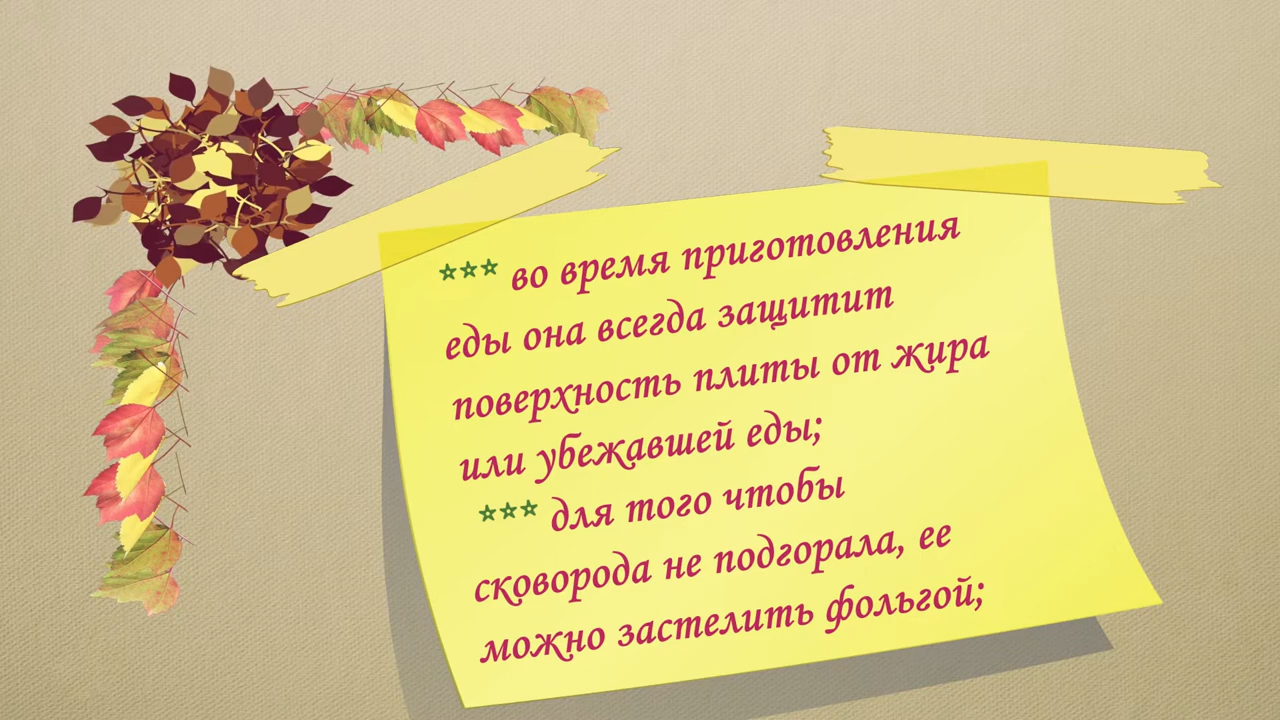 *** во время приготовления
еды она всегда защитит
поверхность плиты от жира
или убежавшей еды;
*** для того чтобы
сковорода не подгорала, ее
можно застелить фольгой;